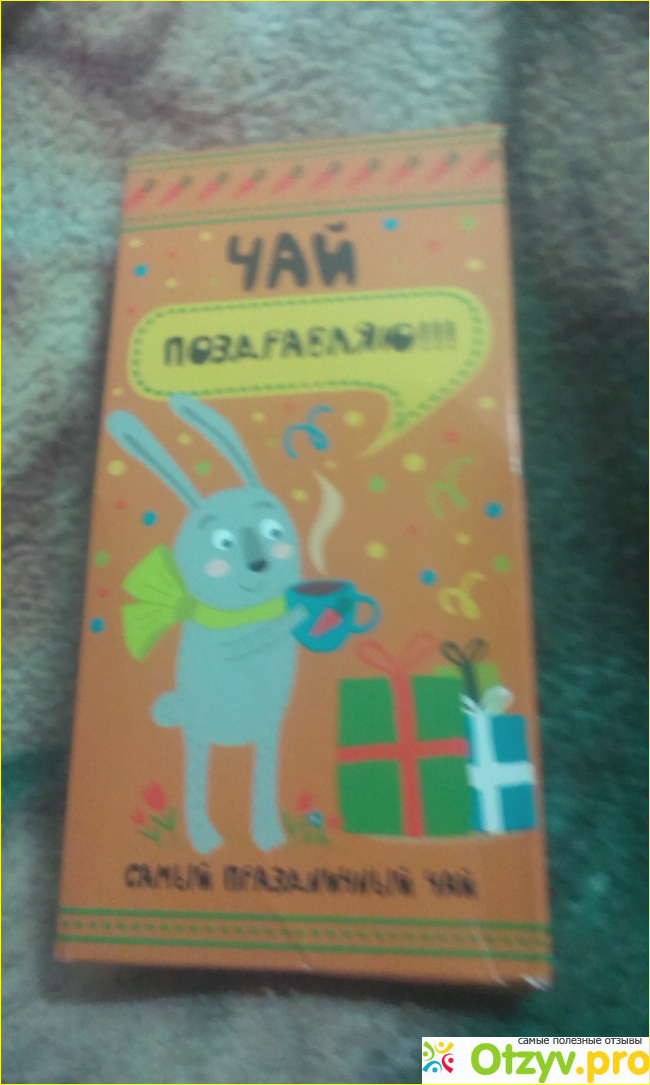 ЧАЙ
ПОЗДРАВЛЯЮ!!!
САМЫЙ ПРАЗДНИЧНЫЙ ЧАЙ
самые полезные отзывы
Otzyv.pro